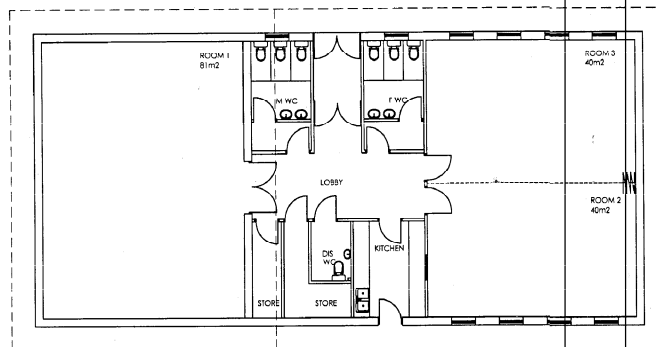 ROOM 1
81m2
ROOM 3
40m2
M WC
F WC
LOBBY
ROOM 2
40m2
KITCHEN
DIS
WC
STORE
STORE